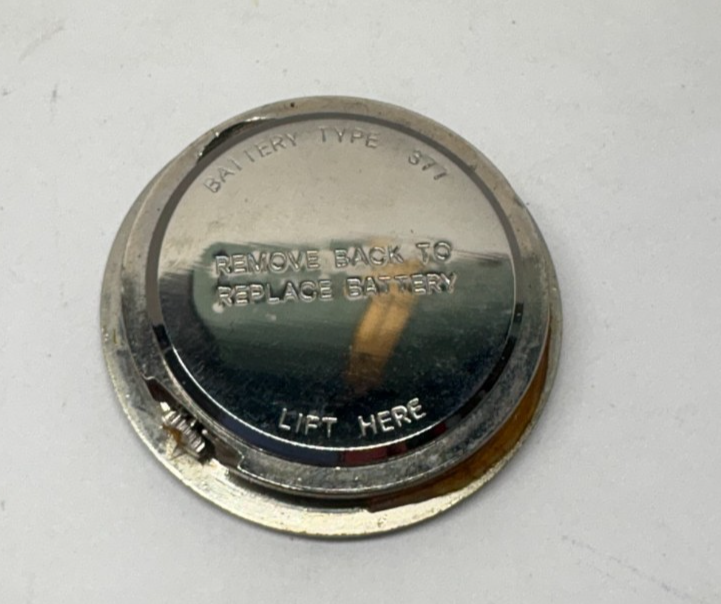 BATTERY TYPE 377
REMOVE BACK TO
REPLACE BATTERY
LIFT HERE